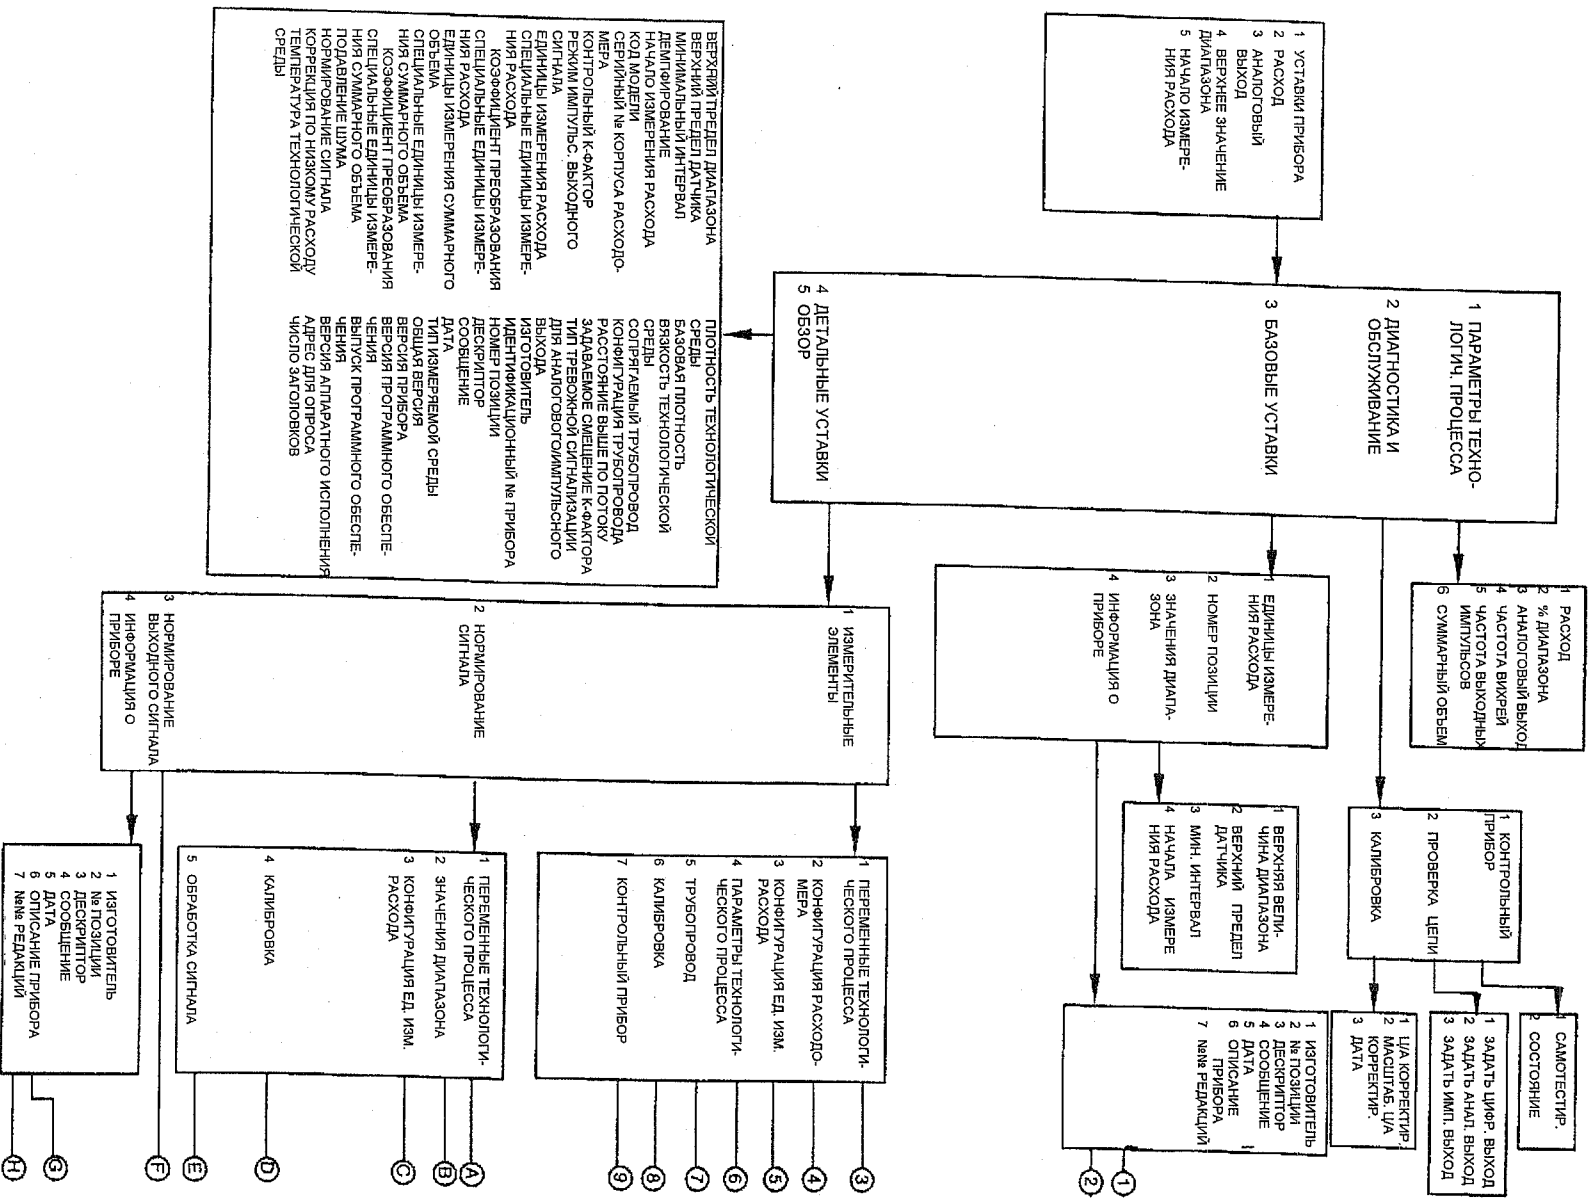 1 УСТАВКИ ПРИБОРА
2 РАСХОД
3 АНАЛОГОВЫЙ
ВЫХОД
4 ВЕРХНЕЕ ЗНАЧЕНИЕ
ДИАПАЗОНА
5 НАЧАЛО ИЗМЕРЕ-
НИЯ РАСХОДА
1 ПАРАМЕТРЫ ТЕХНО-
ЛОГИЧ. ПРОЦЕССА
2 ДИАГНОСТИКА И
ОБСЛУЖИВАНИЕ
3 БАЗОВЫЕ УСТАВКИ
4 ДЕТАЛЬНЫЕ УСТАВКИ
5 ОБЗОР
ВЕРХНИЙ ПРЕДЕЛ ДИАПАЗОНА
ВЕРХНИЙ ПРЕДЕЛ ДАТЧИКА
МИНИМАЛЬНЫЙ ИНТЕРВАЛ
ДЕМПФИРОВАНИЕ
НАЧАЛО ИЗМЕРЕНИЯ РАСХОДА
КОД МОДЕЛИ
СЕРИЙНЫЙ № КОРПУСА РАСХОДО-
МЕРА
КОНТРОЛЬНЫЙ К-ФАКТОР
РЕЖИМ ИМПУЛЬС. ВЫХОДНОГО
СИГНАЛА
ЕДИНИЦЫ ИЗМЕРЕНИЯ РАСХОДА
СПЕЦИАЛЬНЫЕ ЕДИНИЦЫ ИЗМЕРЕ-
НИЯ РАСХОДА
КОЭФФИЦИЕНТ ПРЕОБРАЗОВАНИЯ
СПЕЦИАЛЬНЫЕ ЕДИНИЦЫ ИЗМЕРЕ-
НИЯ РАСХОДА
ЕДИНИЦЫ ИЗМЕРЕНИЯ СУММАРНОГО
ОБЪЕМА
СПЕЦИАЛЬНЫЕ ЕДИНИЦЫ ИЗМЕРЕ-
НИЯ СУММАРНОГО ОБЪЕМА
КОЭФФИЦИЕНТ ПРЕОБРАЗОВАНИЯ
СПЕЦИАЛЬНЫЕ ЕДИНИЦЫ ИЗМЕРЕ-
НИЯ СУММАРНОГО ОБЪЕМА
ПОДАВЛЕНИЕ ШУМА
НОРМИРОВАНИЕ СИГНАЛА
КОРРЕКЦИЯ ПО НИЗКОМУ РАСХОДУ
ТЕМПЕРАТУРА ТЕХНОЛОГИЧЕСКОЙ
СРЕДЫ
ПЛОТНОСТЬ ТЕХНОЛОГИЧЕСКОЙ
СРЕДЫ
БАЗОВАЯ ПЛОТНОСТЬ
ВЯЗКОСТЬ ТЕХНОЛОГИЧЕСКОЙ
СРЕДЫ
СОПРЯГАЕМЫЙ ТРУБОПРОВОД
КОНФИГУРАЦИЯ ТРУБОПРОВОДА
РАССТОЯНИЕ ВЫШЕ ПО ПОТОКУ
ЗАДАВАЕМОЕ СМЕЩЕНИЕ К-ФАКТОРА
ТИП ТРЕВОЖНОЙ СИГНАЛИЗАЦИИ
ДЛЯ АНАЛОГОВОГО/ИМПУЛЬСНОГО
ВЫХОДА
ИЗГОТОВИТЕЛЬ
ИДЕНТИФИКАЦИОННЫЙ № ПРИБОРА
НОМЕР ПОЗИЦИИ
ДЕСКРИПТОР
СООБЩЕНИЕ
ДАТА
ТИП ИЗМЕРЯЕМОЙ СРЕДЫ
ОБЩАЯ ВЕРСИЯ
ВЕРСИЯ ПРИБОРА
ВЕРСИЯ ПРОГРАММНОГО ОБЕСПЕ-
ЧЕНИЯ
ВЫПУСК ПРОГРАММНОГО ОБЕСПЕ-
ЧЕНИЯ
ВЕРСИЯ АППАРАТНОГО ИСПОЛНЕНИЯ
АДРЕС ДЛЯ ОПРОСА
ЧИСЛО ЗАГОЛОВКОВ
1 РАСХОД
2 % ДИАПАЗОНА
3 АНАЛОГОВЫЙ ВЫХОД
4 ЧАСТОТА ВИХРЕЙ
5 ЧАСТОТА ВЫХОДНЫХ
ИМПУЛЬСОВ
6 СУММАРНЫЙ ОБЪЕМ
1 ЕДИНИЦЫ ИЗМЕРЕ-
НИЯ РАСХОДА
2 НОМЕР ПОЗИЦИИ
3 ЗНАЧЕНИЯ ДИАПА-
ЗОНА
4 ИНФОРМАЦИЯ О
ПРИБОРЕ
1 ИЗМЕРИТЕЛЬНЫЕ
ЭЛЕМЕНТЫ
2 НОРМИРОВАНИЕ
СИГНАЛА
3 НОРМИРОВАНИЕ
ВЫХОДНОГО СИГНАЛА
4 ИНФОРМАЦИЯ О
ПРИБОРЕ
1 КОНТРОЛЬНЫЙ
ПРИБОР
2 ПРОВЕРКА ЦЕПИ
3 КАЛИБРОВКА
1 ВЕРХНЯЯ ВЕЛИ-
ЧИНА ДИАПАЗОНА
2 ВЕРХНИЙ ПРЕДЕЛ
ДАТЧИКА
3 МИН. ИНТЕРВАЛ
4 НАЧАЛА ИЗМЕРЕ
НИЯ РАСХОДА
1 ПЕРЕМЕННЫЕ ТЕХНОЛОГИ-
ЧЕСКОГО ПРОЦЕССА
2 КОНФИГУРАЦИЯ РАСХОДО-
МЕРА
3 КОНФИГУРАЦИЯ ЕД. ИЗМ.
РАСХОДА
4 ПАРАМЕТРЫ ТЕХНОЛОГИ-
ЧЕСКОГО ПРОЦЕССА
5 ТРУБОПРОВОД
6 КАЛИБРОВКА
7 КОНТРОЛЬНЫЙ ПРИБОР
1 ПЕРЕМЕННЫЕ ТЕХНОЛОГИ-
ЧЕСКОГО ПРОЦЕССА
2 ЗНАЧЕНИЯ ДИАПАЗОНА
3 КОНФИГУРАЦИЯ ЕД. ИЗМ.
РАСХОДА
4 КАЛИБРОВКА
5 ОБРАБОТКА СИГНАЛА
1 ИЗГОТОВИТЕЛЬ
2 № ПОЗИЦИИ
3 ДЕСКРИПТОР
4 СООБЩЕНИЕ
5 ДАТА
6 ОПИСАНИЕ ПРИБОРА
7 №№ РЕДАКЦИЙ
1 САМОТЕСТИР.
2 СОСТОЯНИЕ
1 ЗАДАТЬ ЦИФР. ВЫХОД
2 ЗАДАТЬ АНАЛ. ВЫХОД
3 ЗАДАТЬ ИМП. ВЫХОД
1 Ц/А КОРРЕКТИР.
2 МАСШТАБ. Ц/А
КОРРЕКТИР.
3 ДАТА
1 ИЗГОТОВИТЕЛЬ
2 № ПОЗИЦИИ
3 ДЕСКРИПТОР
4 СООБЩЕНИЕ
5 ДАТА
6 ОПИСАНИЕ
ПРИБОРА
7 №№ РЕДАКЦИЙ
1
2
3
4
5
6
7
8
9
A
B
C
D
E
F
G
H